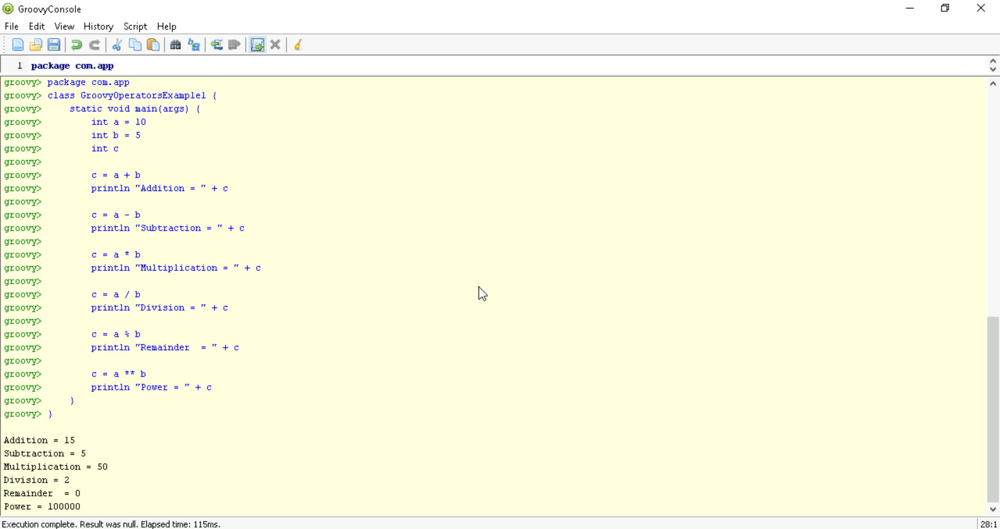 GroovyConsole
File Edit View History Script Help
1 package com.app
groovy> package com.app
groovy> class GroovyOperatorsExample1 {
groovy>     static void main(args) {
groovy>         int a = 10
groovy>         int b = 5
groovy>         int c
groovy>
groovy>         c = a + b
groovy>         println "Addition = " + c
groovy>
groovy>         c = a - b
groovy>         println "Subtraction = " + c
groovy>
groovy>         c = a * b
groovy>         println "Multiplication = " + c
groovy>
groovy>         c = a / b
groovy>         println "Division = " + c
groovy>
groovy>         c = a % b
groovy>         println "Remainder  = " + c
groovy>
groovy>         c = a ** b
groovy>         println "Power = " + c
groovy>     }
groovy> }
Addition = 15
Subtraction = 5
Multiplication = 50
Division = 2
Remainder  = 0
Power = 100000
Execution complete. Result was null. Elapsed time: 115ms. 28:1